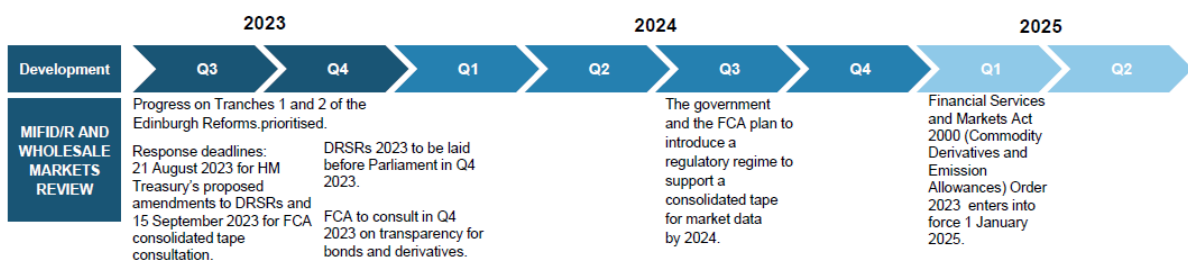 2023
2024
2025
Development
Q3
Q4
Q1
Q2
Q3
Q4
Q1
Q2
MIFID/R AND
WHOLESALE
MARKETS
REVIEW
Progress on Tranches 1 and 2 of the
Edinburgh Reforms.prioritised.
Response deadlines:
21 August 2023 for HM
Treasury's proposed
amendments to DRSRs and
15 September 2023 for FCA
consolidated tape
consultation.
DRSRs 2023 to be laid
before Parliament in Q4
2023.
FCA to consult in Q4
2023 on transparency for
bonds and derivatives.
The government
and the FCA plan to
introduce a
regulatory regime to
support a
consolidated tape
for market data
by 2024.
Financial Services
and Markets Act
2000 (Commodity
Derivatives and
Emission
Allowances) Order
2023 enters into
force 1 January
2025.